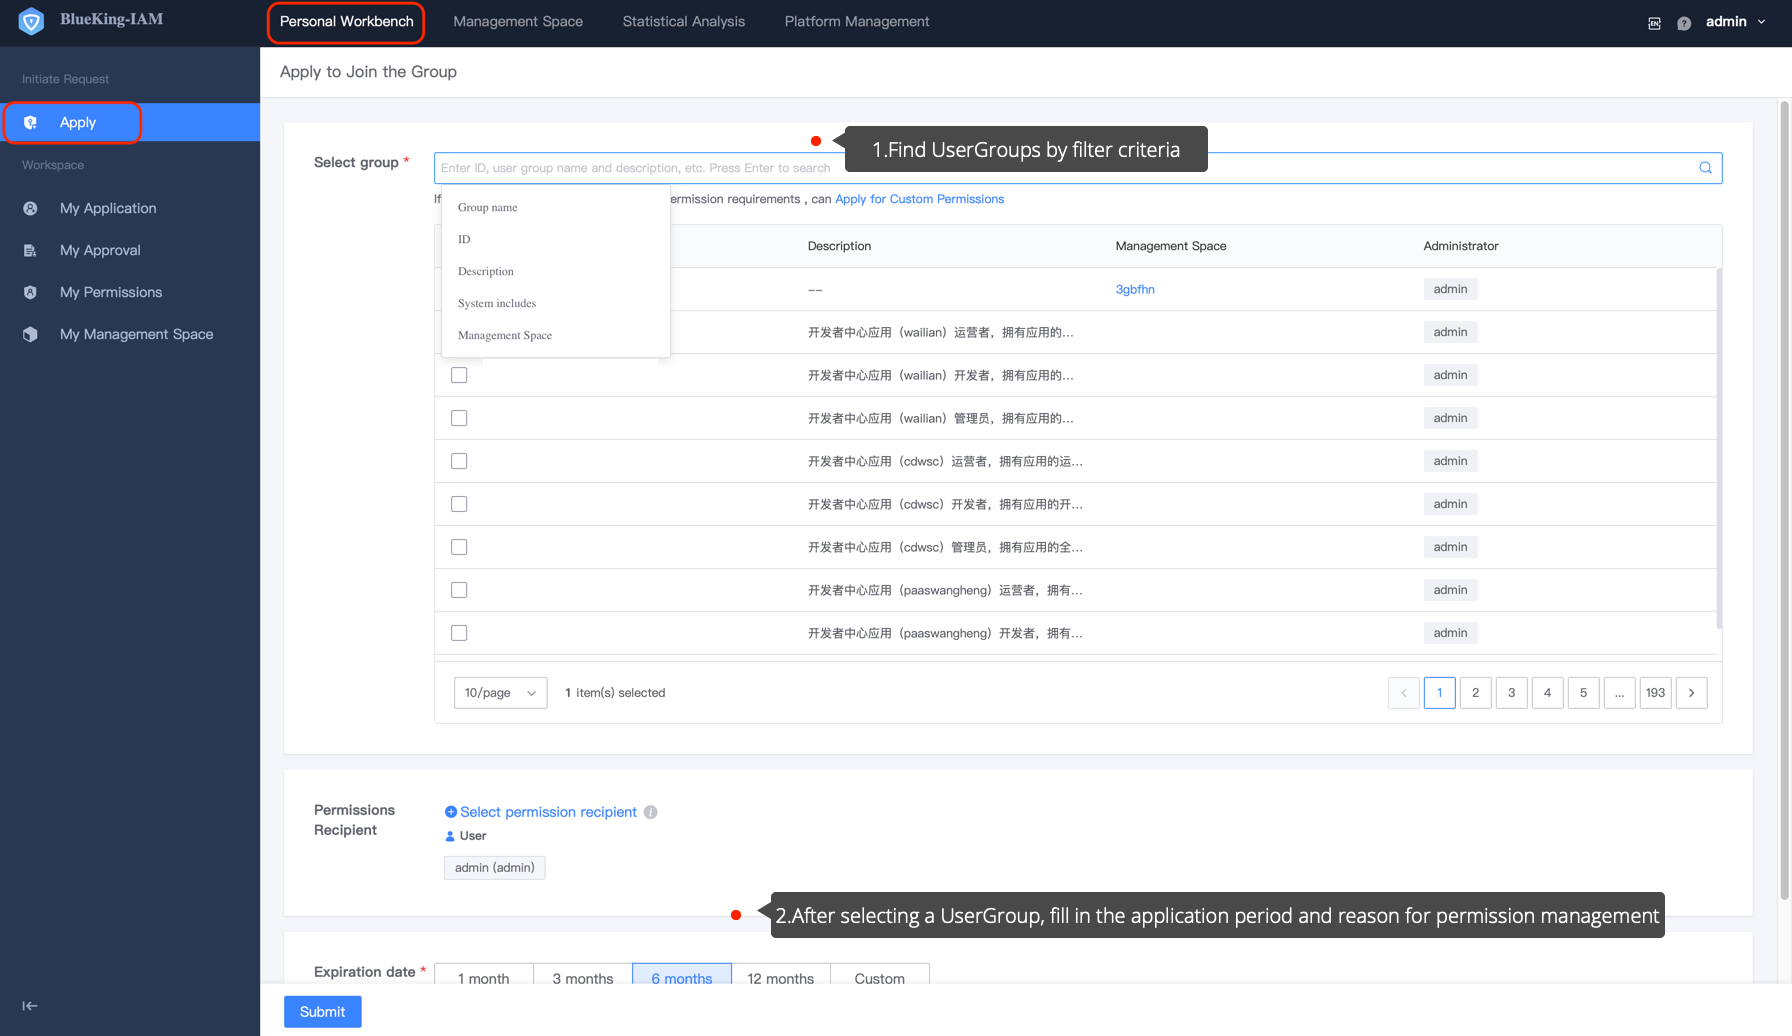 BlueKing-IAM
Personal Workbench
Management Space
Statistical Analysis
Platform Management
EN
?
admin
Initiate Request
Apply
Workspace
My Application
My Approval
My Permissions
My Management Space
Apply to Join the Group
1.Find UserGroups by filter criteria
Select group *
Enter ID, user group name and description, etc. Press Enter to search
If
ermission requirements , can Apply for Custom Permissions
Group name
ID
Description
System includes
Management Space
Description
Management Space
Administrator
--
3gbfhn
admin
开发者中心应用（wailian）运营者，拥有应用的...
admin
开发者中心应用（wailian）开发者，拥有应用的...
admin
开发者中心应用（wailian）管理员，拥有应用的...
admin
开发者中心应用（cdwsc）运营者，拥有应用的运...
admin
开发者中心应用（cdwsc）开发者，拥有应用的开...
admin
开发者中心应用（cdwsc）管理员，拥有应用的全...
admin
开发者中心应用（paaswangheng）运营者，拥有...
admin
开发者中心应用（paaswangheng）开发者，拥有...
admin
10/page
1 item(s) selected
1
2
3
4
5
...
193
Permissions
Recipient
Select permission recipient
User
admin (admin)
2.After selecting a UserGroup, fill in the application period and reason for permission management
Expiration date *
1 month
3 months
6 months
12 months
Custom
Submit